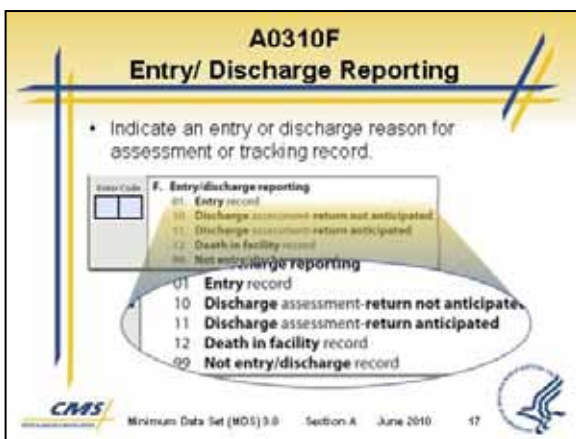 A0310F
Entry/ Discharge Reporting
• Indicate an entry or discharge reason for
assessment or tracking record.
Enter Code
F. Entry/discharge reporting
01. Entry record
10. Discharge assessment-return not anticipated
11. Discharge assessment-return anticipated
12. Death in facility record
99. Not entry/discharge
discharge reporting
01 Entry record
10 Discharge assessment-return not anticipated
11 Discharge assessment-return anticipated
12 Death in facility record
99 Not entry/discharge record
CMS
Minimum Data Set (MDS) 3.0 Section A June 2010 17